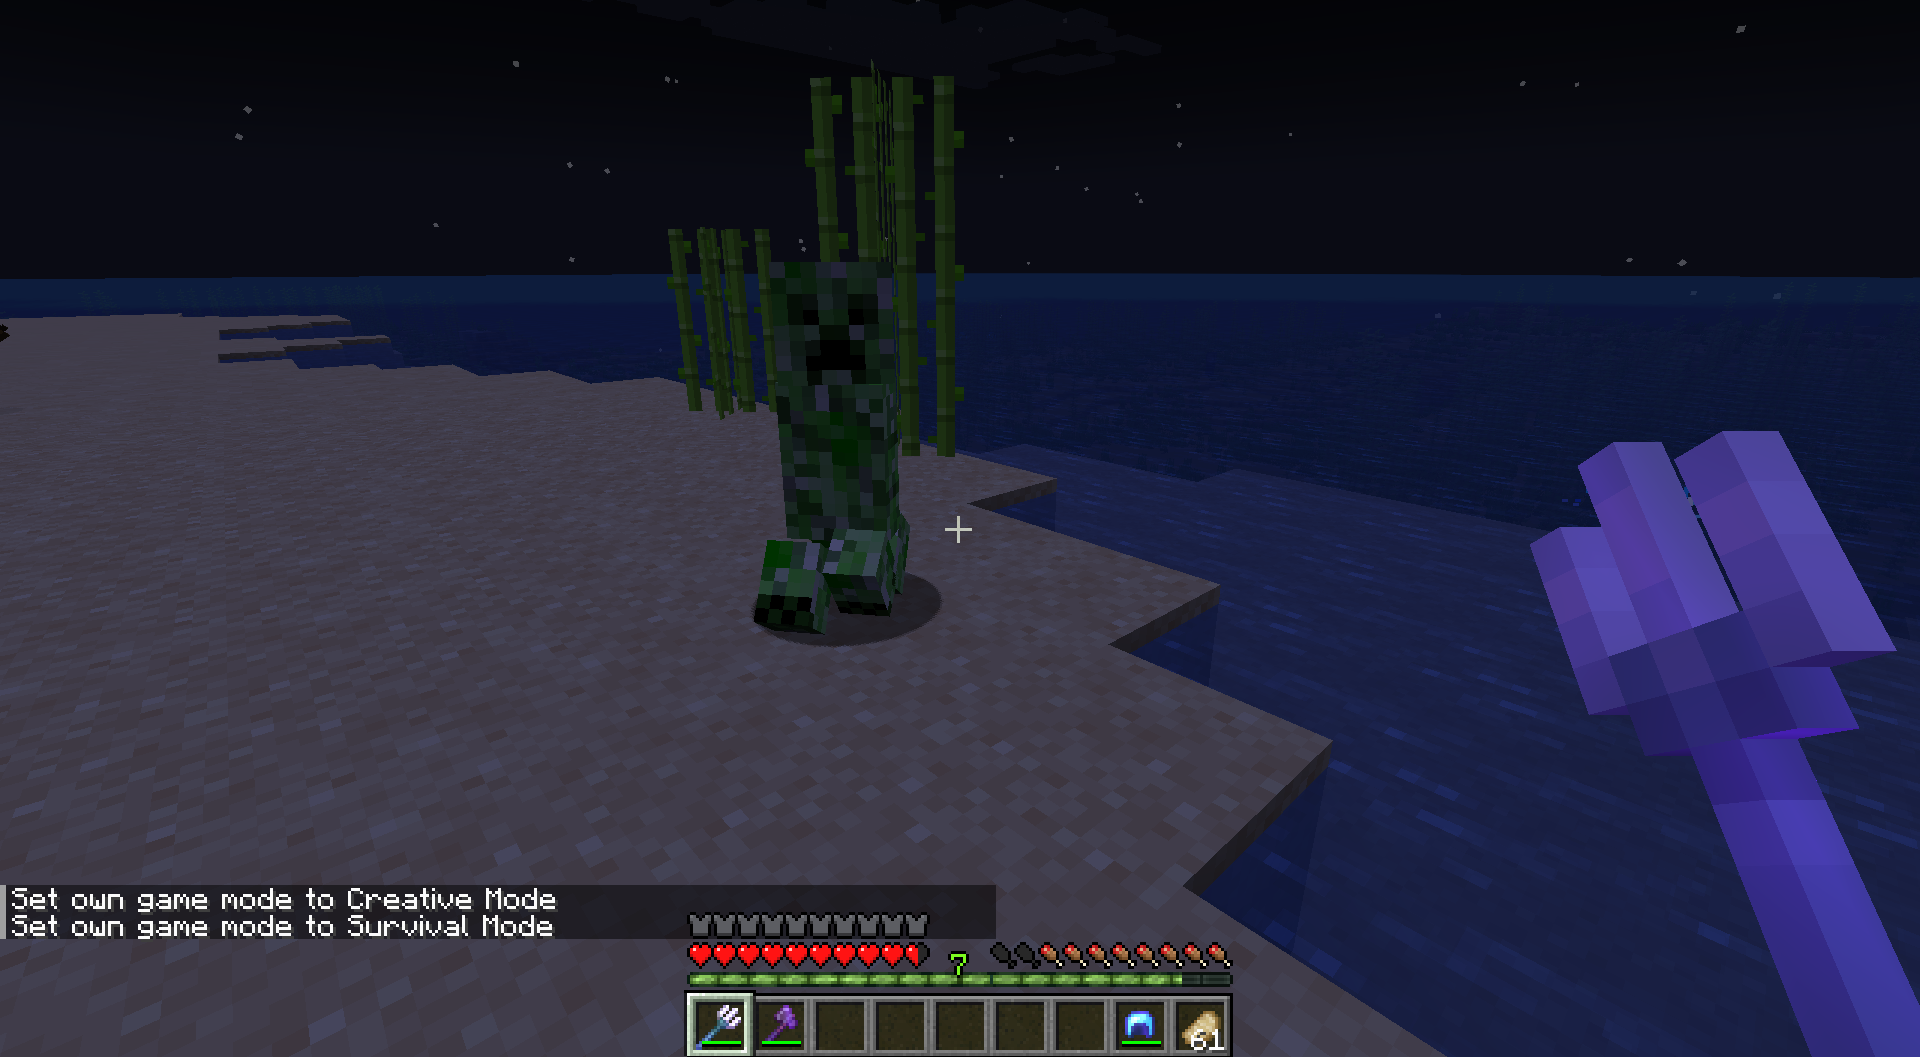 Set own game mode to Creative Mode
Set own game mode to Survival Mode
7
61